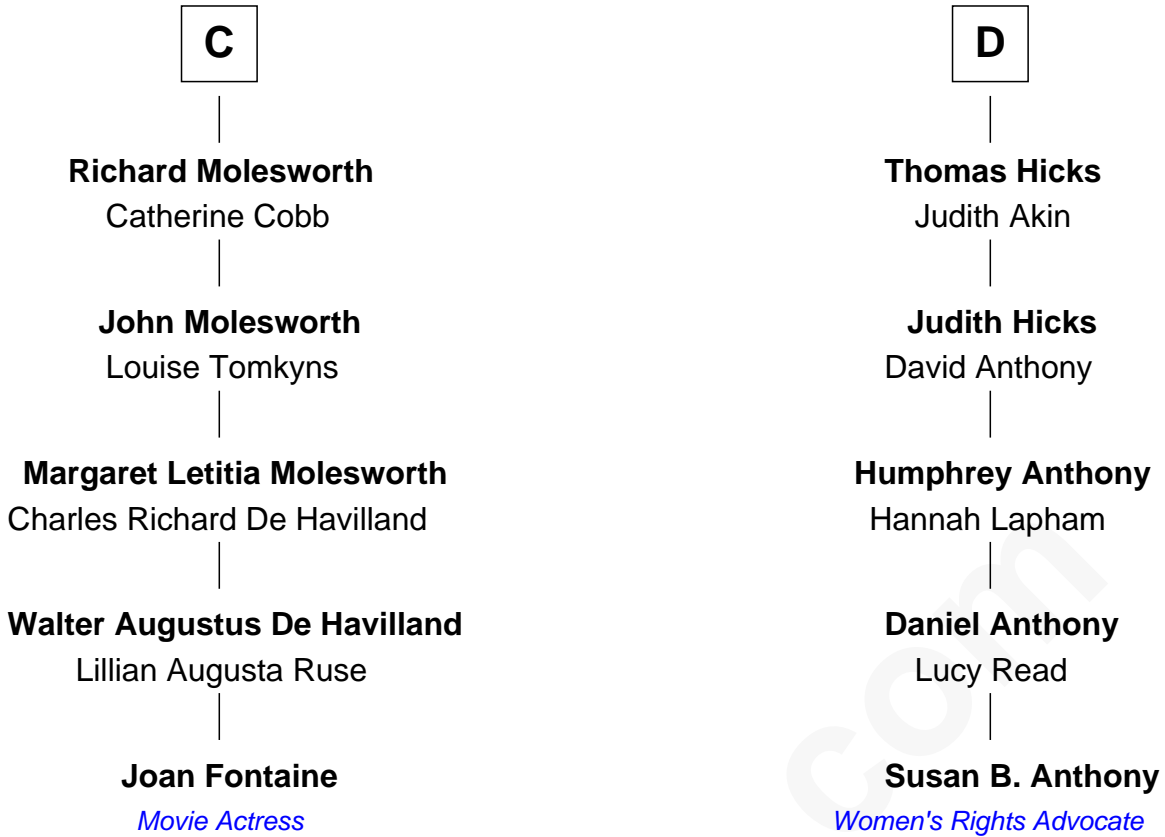 C
Richard Molesworth
Catherine Cobb
John Molesworth
Louise Tomkyns
Margaret Letitia Molesworth
Charles Richard De Havilland
Walter Augustus De Havilland
Lillian Augusta Ruse
Joan Fontaine
Movie Actress
D
Thomas Hicks
Judith Akin
Judith Hicks
David Anthony
Humphrey Anthony
Hannah Lapham
Daniel Anthony
Lucy Read
Susan B. Anthony
Women's Rights Advocate
com